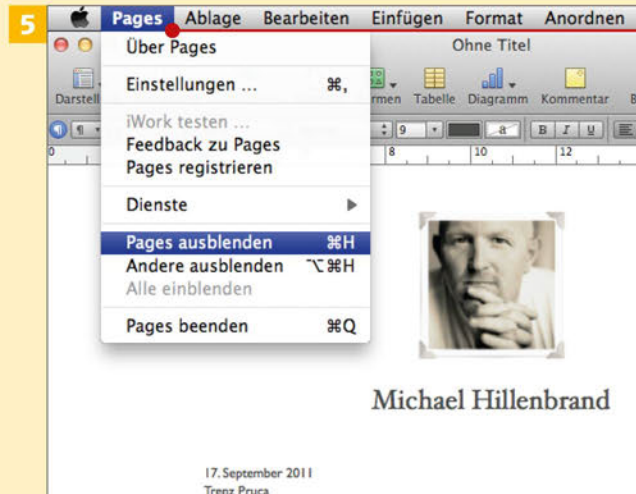 5
Pages Ablage Bearbeiten Einfügen Format Anordnen
Über Pages
Einstellungen ... ⌘,
iWork testen ...
Feedback zu Pages
Pages registrieren
Dienste
Pages ausblenden ⌘H
Andere ausblenden ⌥⌘H
Alle einblenden
Pages beenden ⌘Q
Ohne Titel
Darstell
rmen Tabelle Diagramm Kommentar
9 a B I U
0 8 10 12
Michael Hillenbrand
17. September 2011
Trenz Pruca